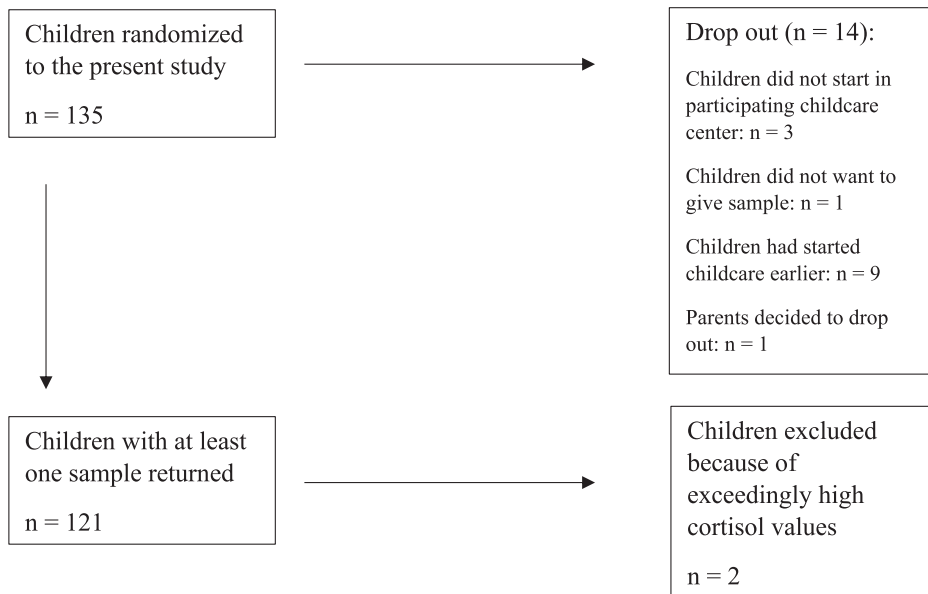 Children randomized
to the present study
n = 135
Drop out (n = 14):
Children did not start in
participating childcare
center: n = 3
Children did not want to
give sample: n = 1
Children had started
childcare earlier: n = 9
Parents decided to drop
out: n = 1
Children with at least
one sample returned
n = 121
Children excluded
because of
exceedingly high
cortisol values
n = 2